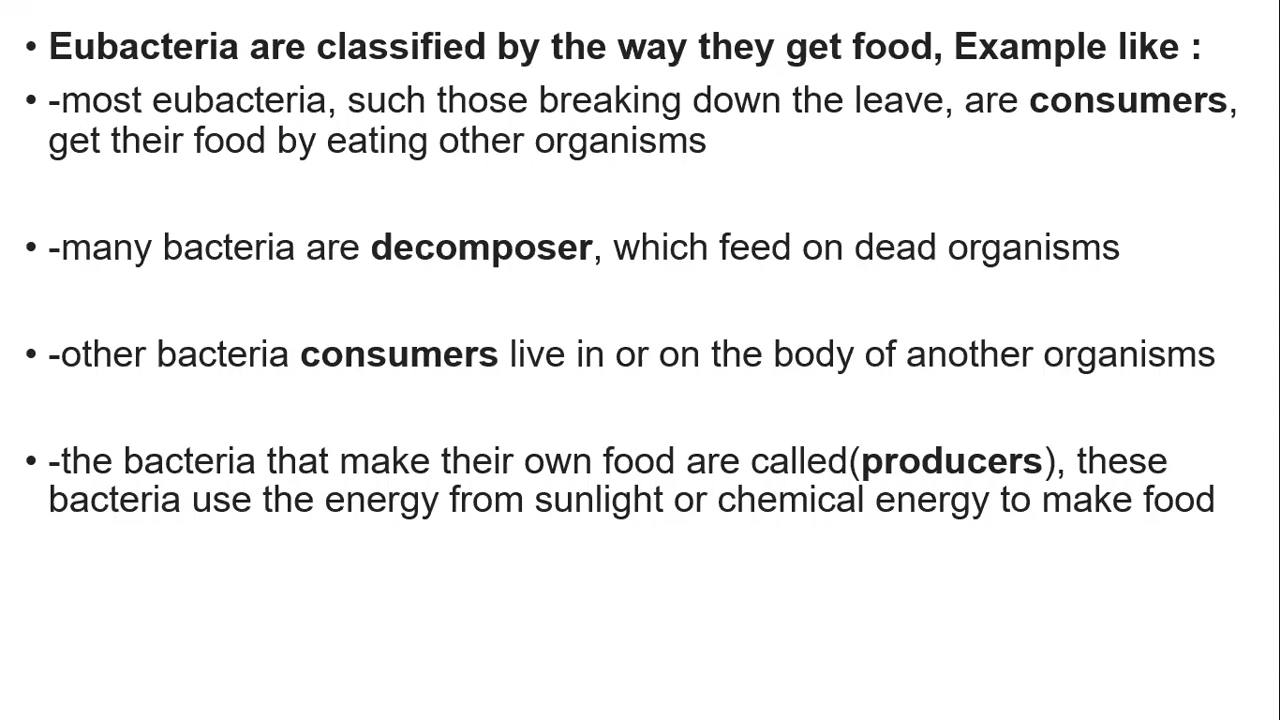 • Eubacteria are classified by the way they get food, Example like :
• -most eubacteria, such those breaking down the leave, are consumers,
get their food by eating other organisms
• -many bacteria are decomposer, which feed on dead organisms
• -other bacteria consumers live in or on the body of another organisms
• -the bacteria that make their own food are called(producers), these
bacteria use the energy from sunlight or chemical energy to make food